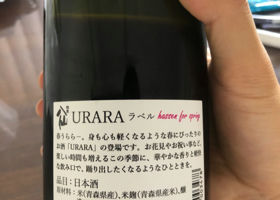 URARA ラベル hassen for spring
春うらら…、身も心も軽くなるような春にぴったりの
お酒「URARA」の登場です。お花見やお祝い事など、
楽しい時間も増えるこの季節に、華やかな香りと軽快
な飲み口で、踊り出したくなるようなひとときを。
品目：日本酒
原材料：米(青森県産)、米麹(青森県産米)、醸